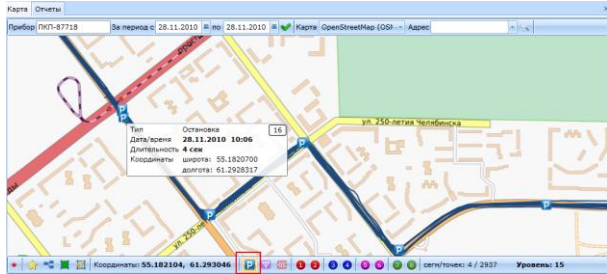 Карта Отчеты
Прибор ПКП-87718 За период с 28.11.2010 по 28.11.2010 Карта OpenStreetMap (OSM Адрес
ул. 250-летия Челябинска
Тип Остановка 16
Дата/время 28.11.2010 10:06
Длительность 4 сек
Координаты широта: 55.1820700
долгота: 61.2928317
ул. 250-ле
Координаты: 55.182104, 61.293046 сегм/точек: 4 / 2937 Уровень: 15